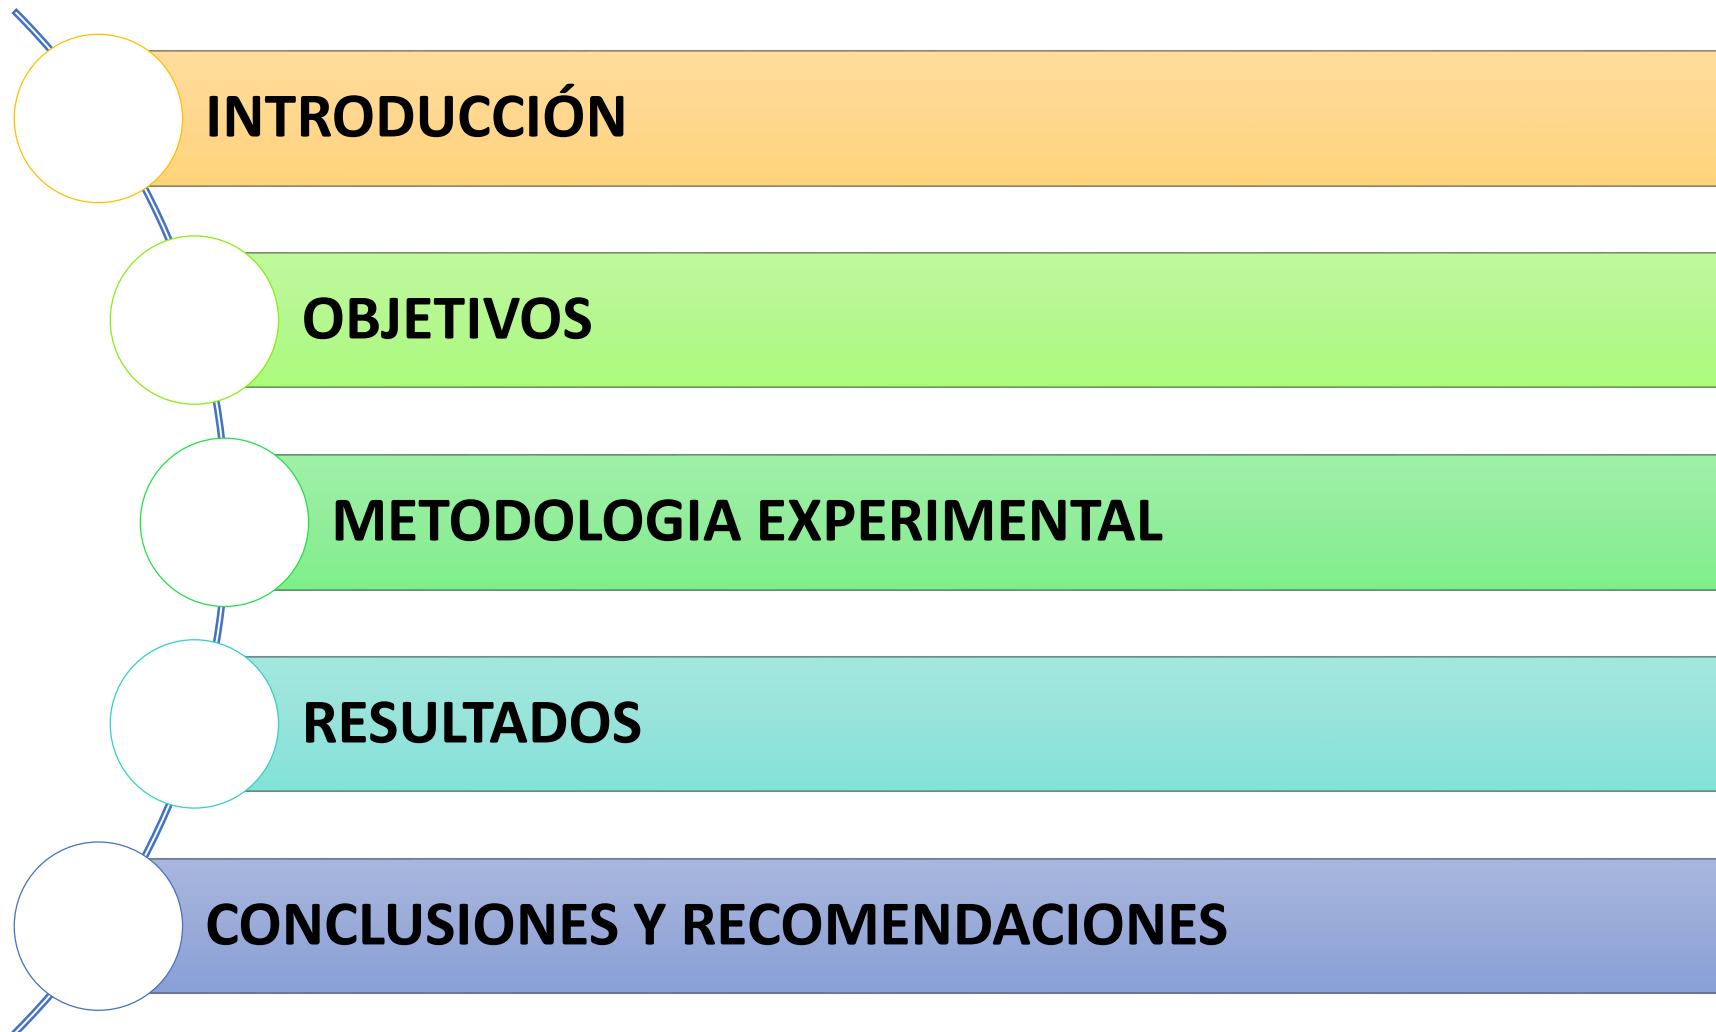 INTRODUCCIÓN
OBJETIVOS
METODOLOGIA EXPERIMENTAL
RESULTADOS
CONCLUSIONES Y RECOMENDACIONES